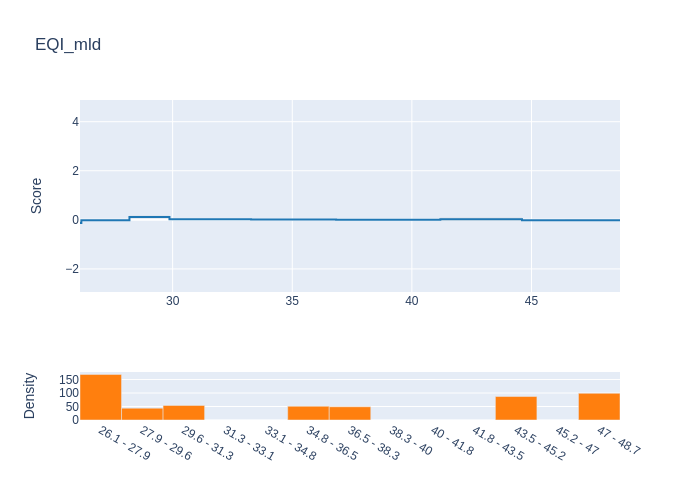 EQI_mld
Score
4
2
0
−2
30
35
40
45
Density
150
100
50
0
26.1 - 27.9
27.9 - 29.6
29.6 - 31.3
31.3 - 33.1
33.1 - 34.8
34.8 - 36.5
36.5 - 38.3
38.3 - 40
40 - 41.8
41.8 - 43.5
43.5 - 45.2
45.2 - 47
47 - 48.7